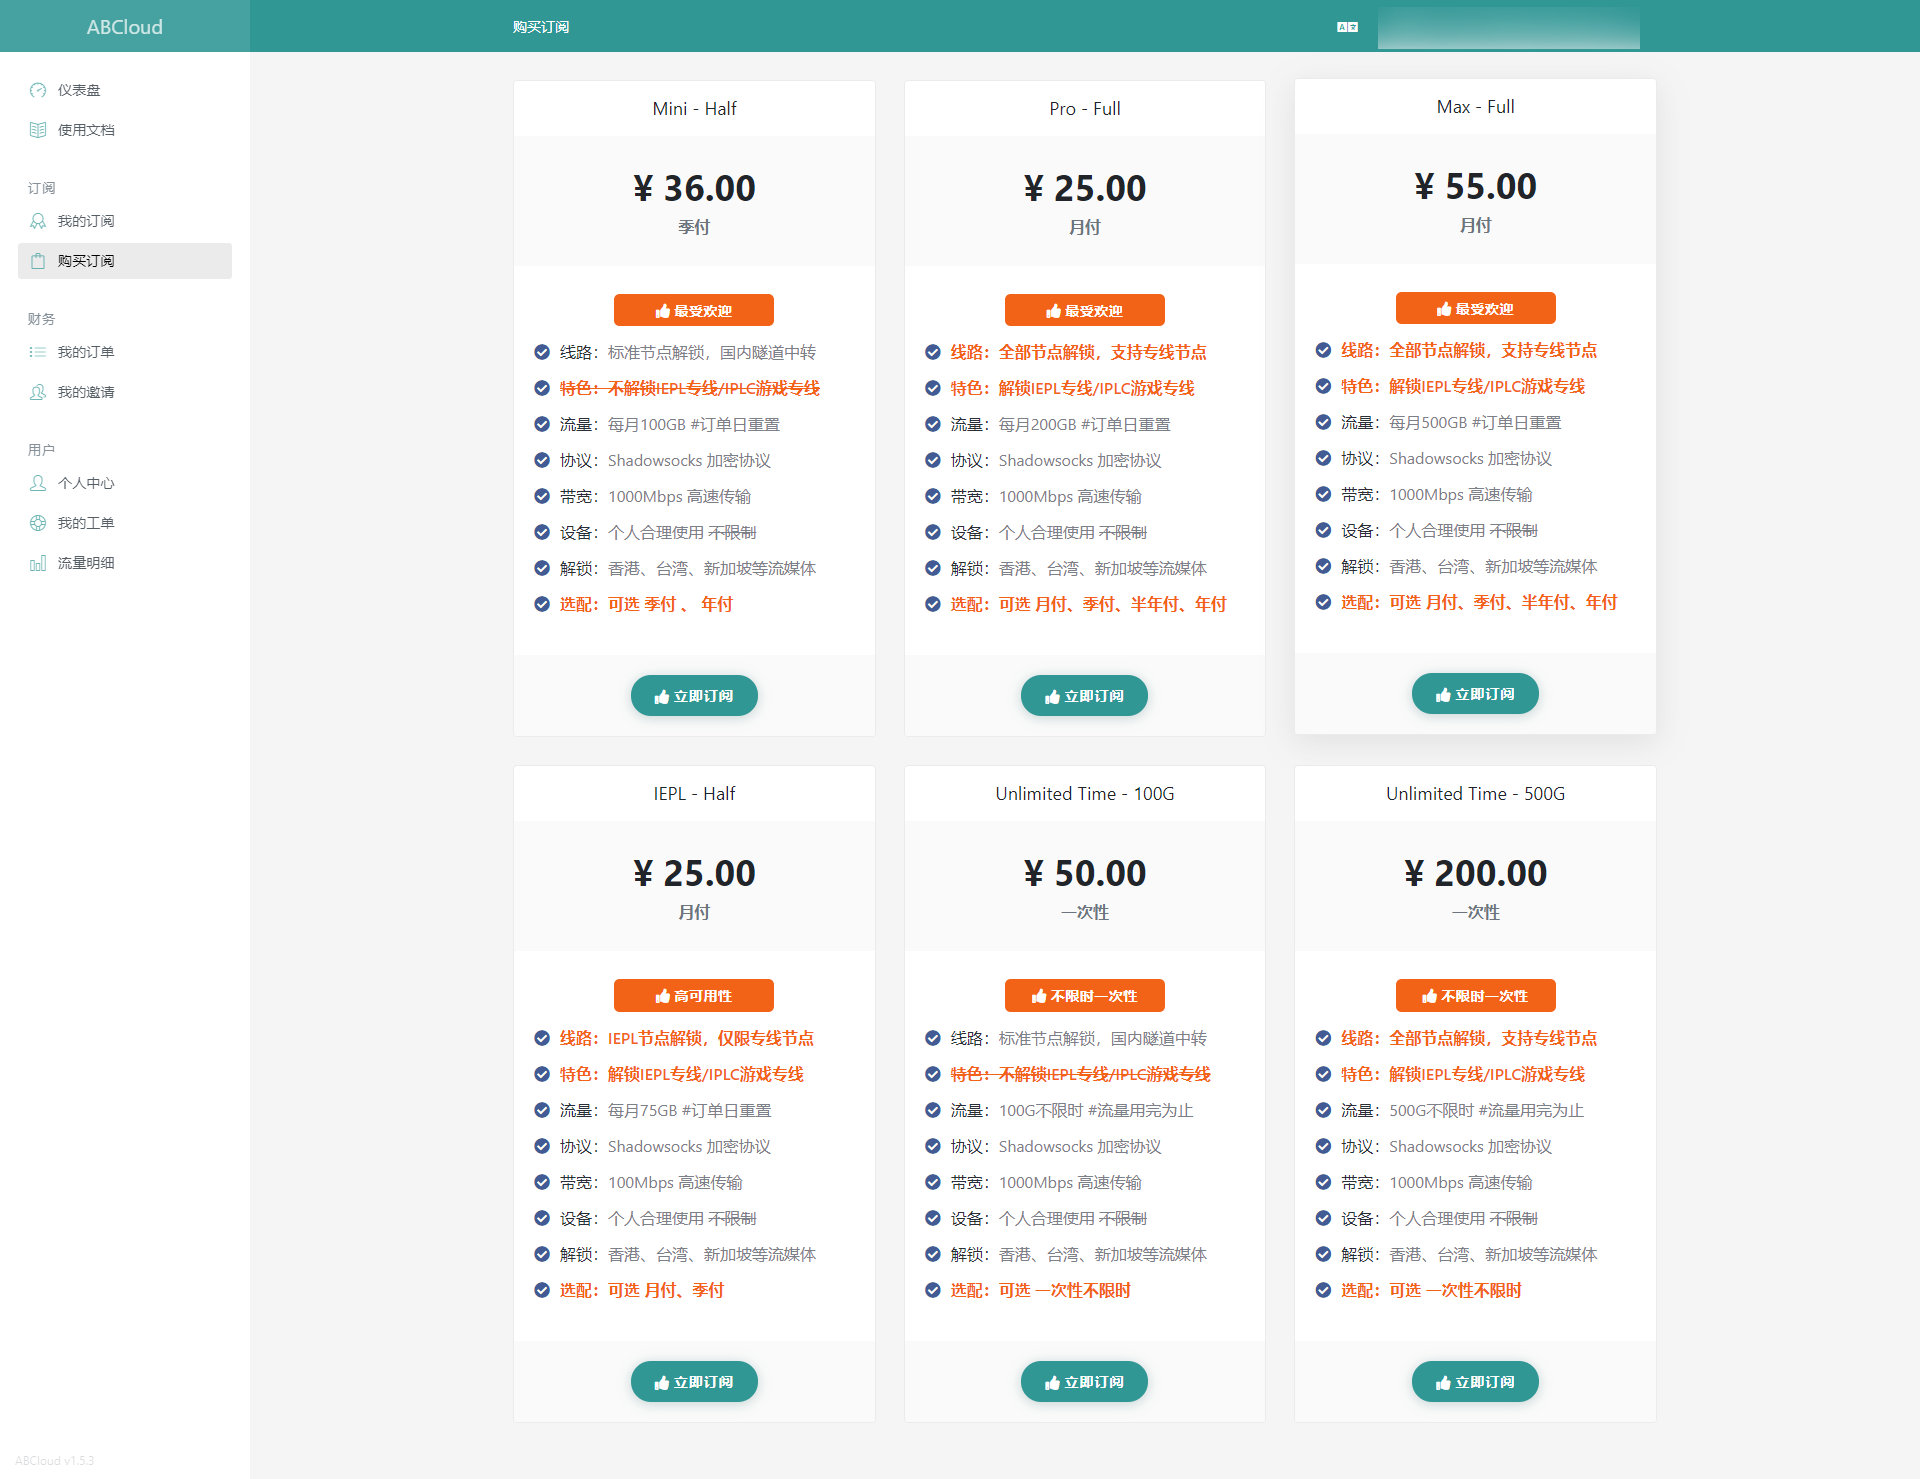 ABCloud
购买订阅
仪表盘
使用文档
订阅
我的订阅
购买订阅
财务
我的订单
我的邀请
用户
个人中心
我的工单
流量明细
ABCloud v1.5.3
Mini - Half
¥ 36.00
季付
最受欢迎
线路：标准节点解锁，国内隧道中转
特色：不解锁IEPL专线/IPLC游戏专线
流量：每月100GB #订单日重置
协议：Shadowsocks 加密协议
带宽：1000Mbps 高速传输
设备：个人合理使用 不限制
解锁：香港、台湾、新加坡等流媒体
选配：可选 季付 、 年付
立即订阅
Pro - Full
¥ 25.00
月付
最受欢迎
线路：全部节点解锁，支持专线节点
特色：解锁IEPL专线/IPLC游戏专线
流量：每月200GB #订单日重置
协议：Shadowsocks 加密协议
带宽：1000Mbps 高速传输
设备：个人合理使用 不限制
解锁：香港、台湾、新加坡等流媒体
选配：可选 月付、季付、半年付、年付
立即订阅
Max - Full
¥ 55.00
月付
最受欢迎
线路：全部节点解锁，支持专线节点
特色：解锁IEPL专线/IPLC游戏专线
流量：每月500GB #订单日重置
协议：Shadowsocks 加密协议
带宽：1000Mbps 高速传输
设备：个人合理使用 不限制
解锁：香港、台湾、新加坡等流媒体
选配：可选 月付、季付、半年付、年付
立即订阅
IEPL - Half
¥ 25.00
月付
高可用性
线路：IEPL节点解锁，仅限专线节点
特色：解锁IEPL专线/IPLC游戏专线
流量：每月75GB #订单日重置
协议：Shadowsocks 加密协议
带宽：100Mbps 高速传输
设备：个人合理使用 不限制
解锁：香港、台湾、新加坡等流媒体
选配：可选 月付、季付
立即订阅
Unlimited Time - 100G
¥ 50.00
一次性
不限时一次性
线路：标准节点解锁，国内隧道中转
特色：不解锁IEPL专线/IPLC游戏专线
流量：100G不限时 #流量用完为止
协议：Shadowsocks 加密协议
带宽：1000Mbps 高速传输
设备：个人合理使用 不限制
解锁：香港、台湾、新加坡等流媒体
选配：可选 一次性不限时
立即订阅
Unlimited Time - 500G
¥ 200.00
一次性
不限时一次性
线路：全部节点解锁，支持专线节点
特色：解锁IEPL专线/IPLC游戏专线
流量：500G不限时 #流量用完为止
协议：Shadowsocks 加密协议
带宽：1000Mbps 高速传输
设备：个人合理使用 不限制
解锁：香港、台湾、新加坡等流媒体
选配：可选 一次性不限时
立即订阅